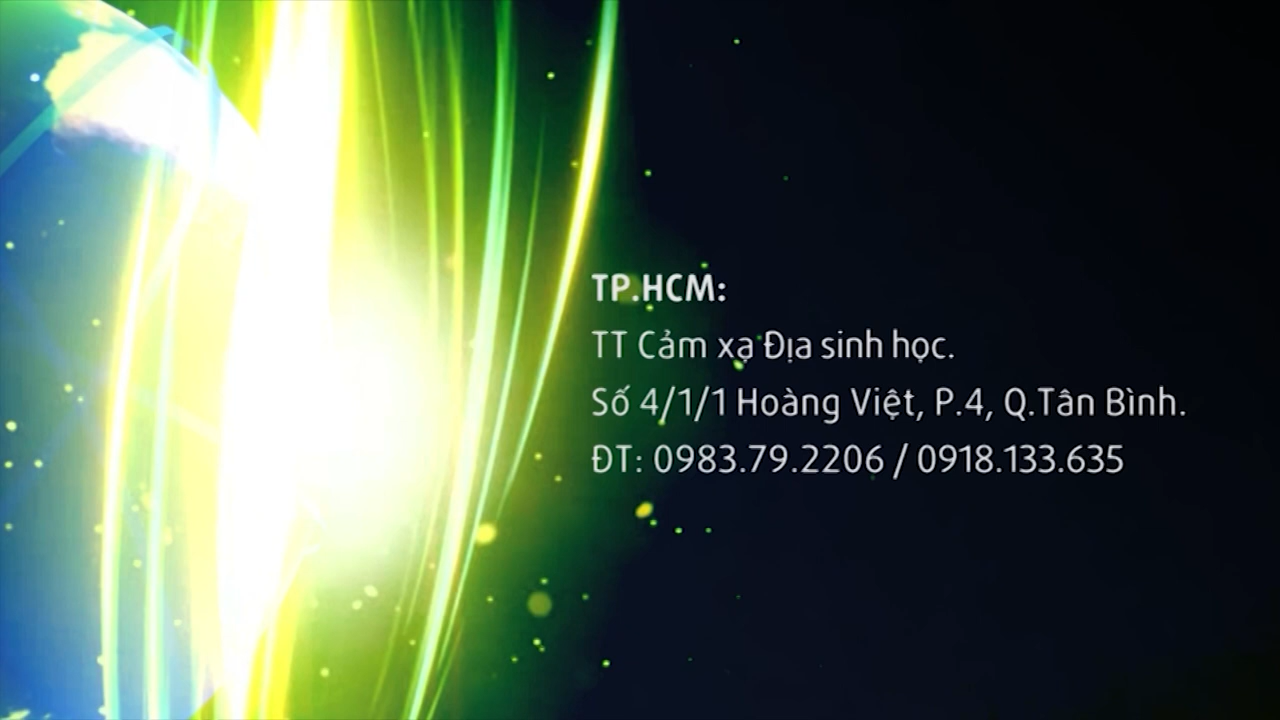 TP.HCM:
TT Cảm xạ Địa sinh học.
Số 4/1/1 Hoàng Việt, P.4, Q.Tân Bình.
ĐT: 0983.79.2206 / 0918.133.635